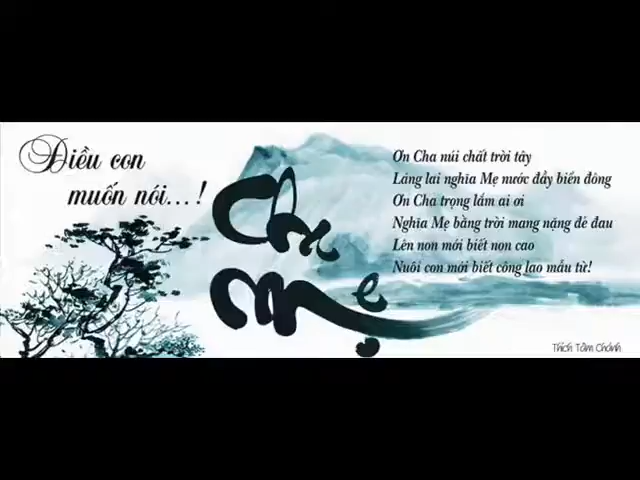 Điều con
muốn nói...!
Cha
Mẹ
Ơn Cha núi chất trời tây
Láng lai nghĩa Mẹ nước đầy biển đông
Ơn Cha trọng lắm ai ơi
Nghĩa Mẹ bằng trời mang nặng đẻ đau
Lên non mới biết non cao
Nuôi con mới biết công lao mẫu từ!
Thích Tâm Chánh